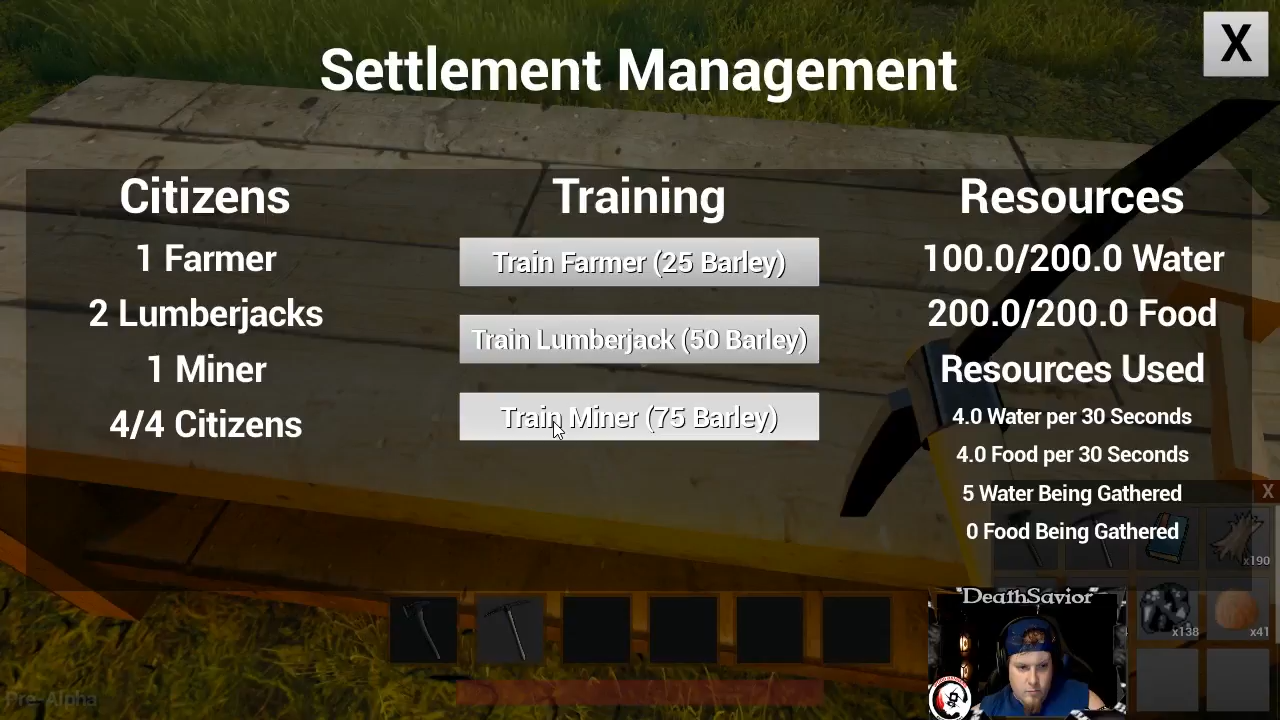 Settlement Management
X
Citizens
1 Farmer
2 Lumberjacks
1 Miner
4/4 Citizens
Training
Train Farmer (25 Barley)
Train Lumberjack (50 Barley)
Train Miner (75 Barley)
Resources
100.0/200.0 Water
200.0/200.0 Food
Resources Used
4.0 Water per 30 Seconds
4.0 Food per 30 Seconds
5 Water Being Gathered
0 Food Being Gathered
X
x190
x138
x41
DeathSavior
Pre-Alpha